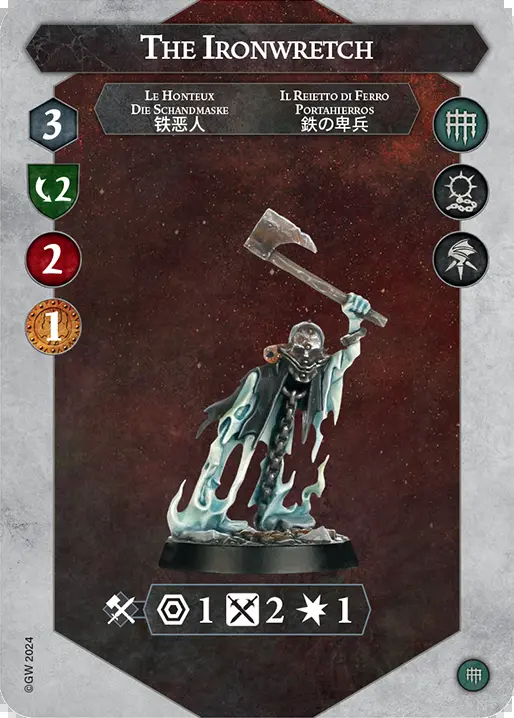 THE IRONWRETCH
LE HONTEUX
DIE SCHANDMASKE
铁恶人
IL REIETTO DI FERRO
PORTAHIERROS
鉄の卑兵
3
2
2
1
1 2 1
©GW 2024